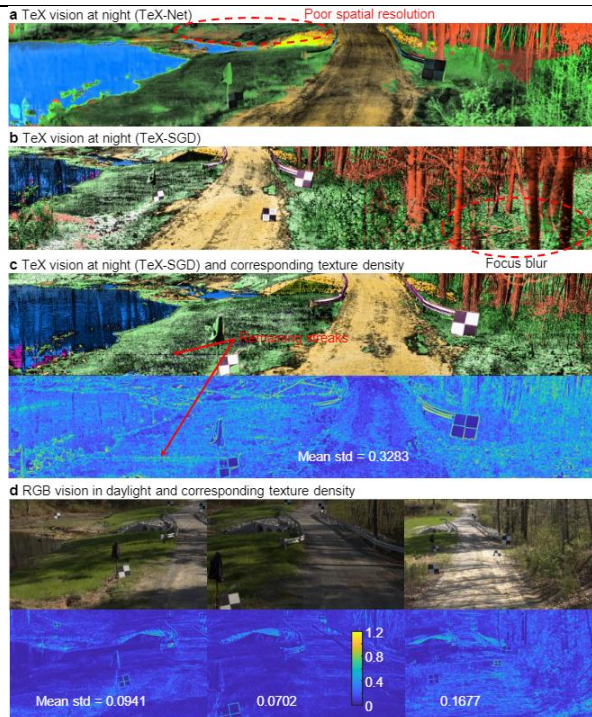 a TeX vision at night (TeX-Net)
Poor spatial resolution
b TeX vision at night (TeX-SGD)
Focus blur
c TeX vision at night (TeX-SGD) and corresponding texture density
Remaining streaks
Mean std = 0.3283
d RGB vision in daylight and corresponding texture density
1.2
0.8
0.4
0
Mean std = 0.0941
0.0702
0.1677